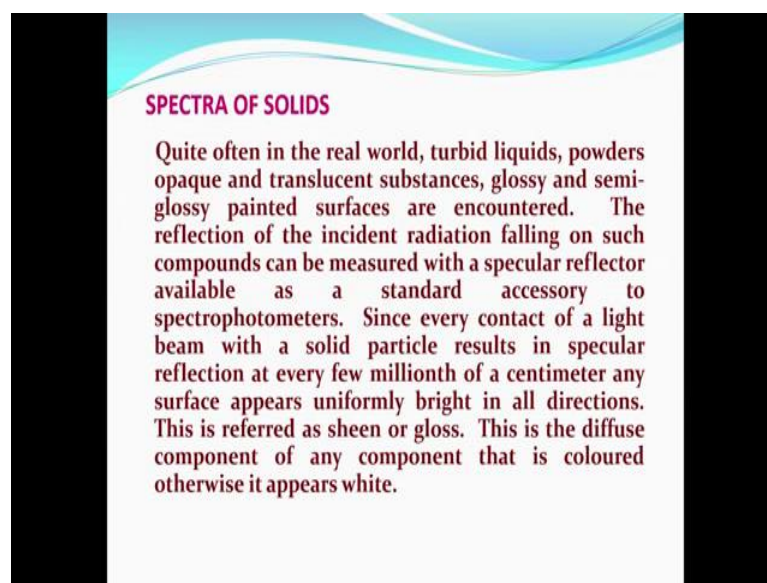 SPECTRA OF SOLIDS
Quite often in the real world, turbid liquids, powders
opaque and translucent substances, glossy and semi-
glossy painted surfaces are encountered. The
reflection of the incident radiation falling on such
compounds can be measured with a specular reflector
available as a standard accessory to
spectrophotometers. Since every contact of a light
beam with a solid particle results in specular
reflection at every few millionth of a centimeter any
surface appears uniformly bright in all directions.
This is referred as sheen or gloss. This is the diffuse
component of any component that is coloured
otherwise it appears white.